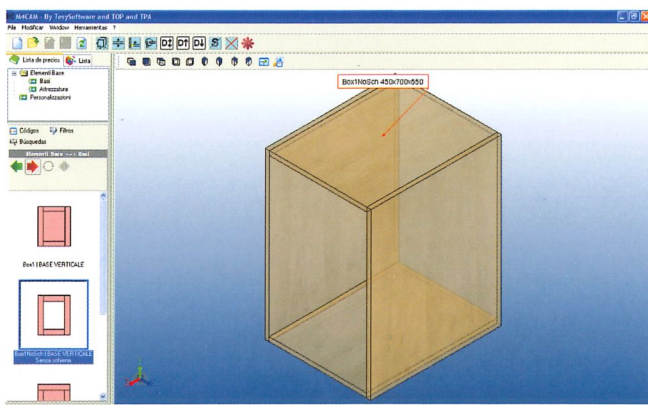 M4CAM - By TesySoftware and TOP and TPA
File Modificar Window Herramientas ?
Lista de precios Lista
Elementi Base
Basi
Attrezzature
Personalizzazioni
Códigos Filtros
Búsquedas
Elementi Base --> Basi
Box1 | BASE VERTICALE
Box1NoSch | BASE VERTICALE
Senza schiena
Box1NoSch 450x700x550